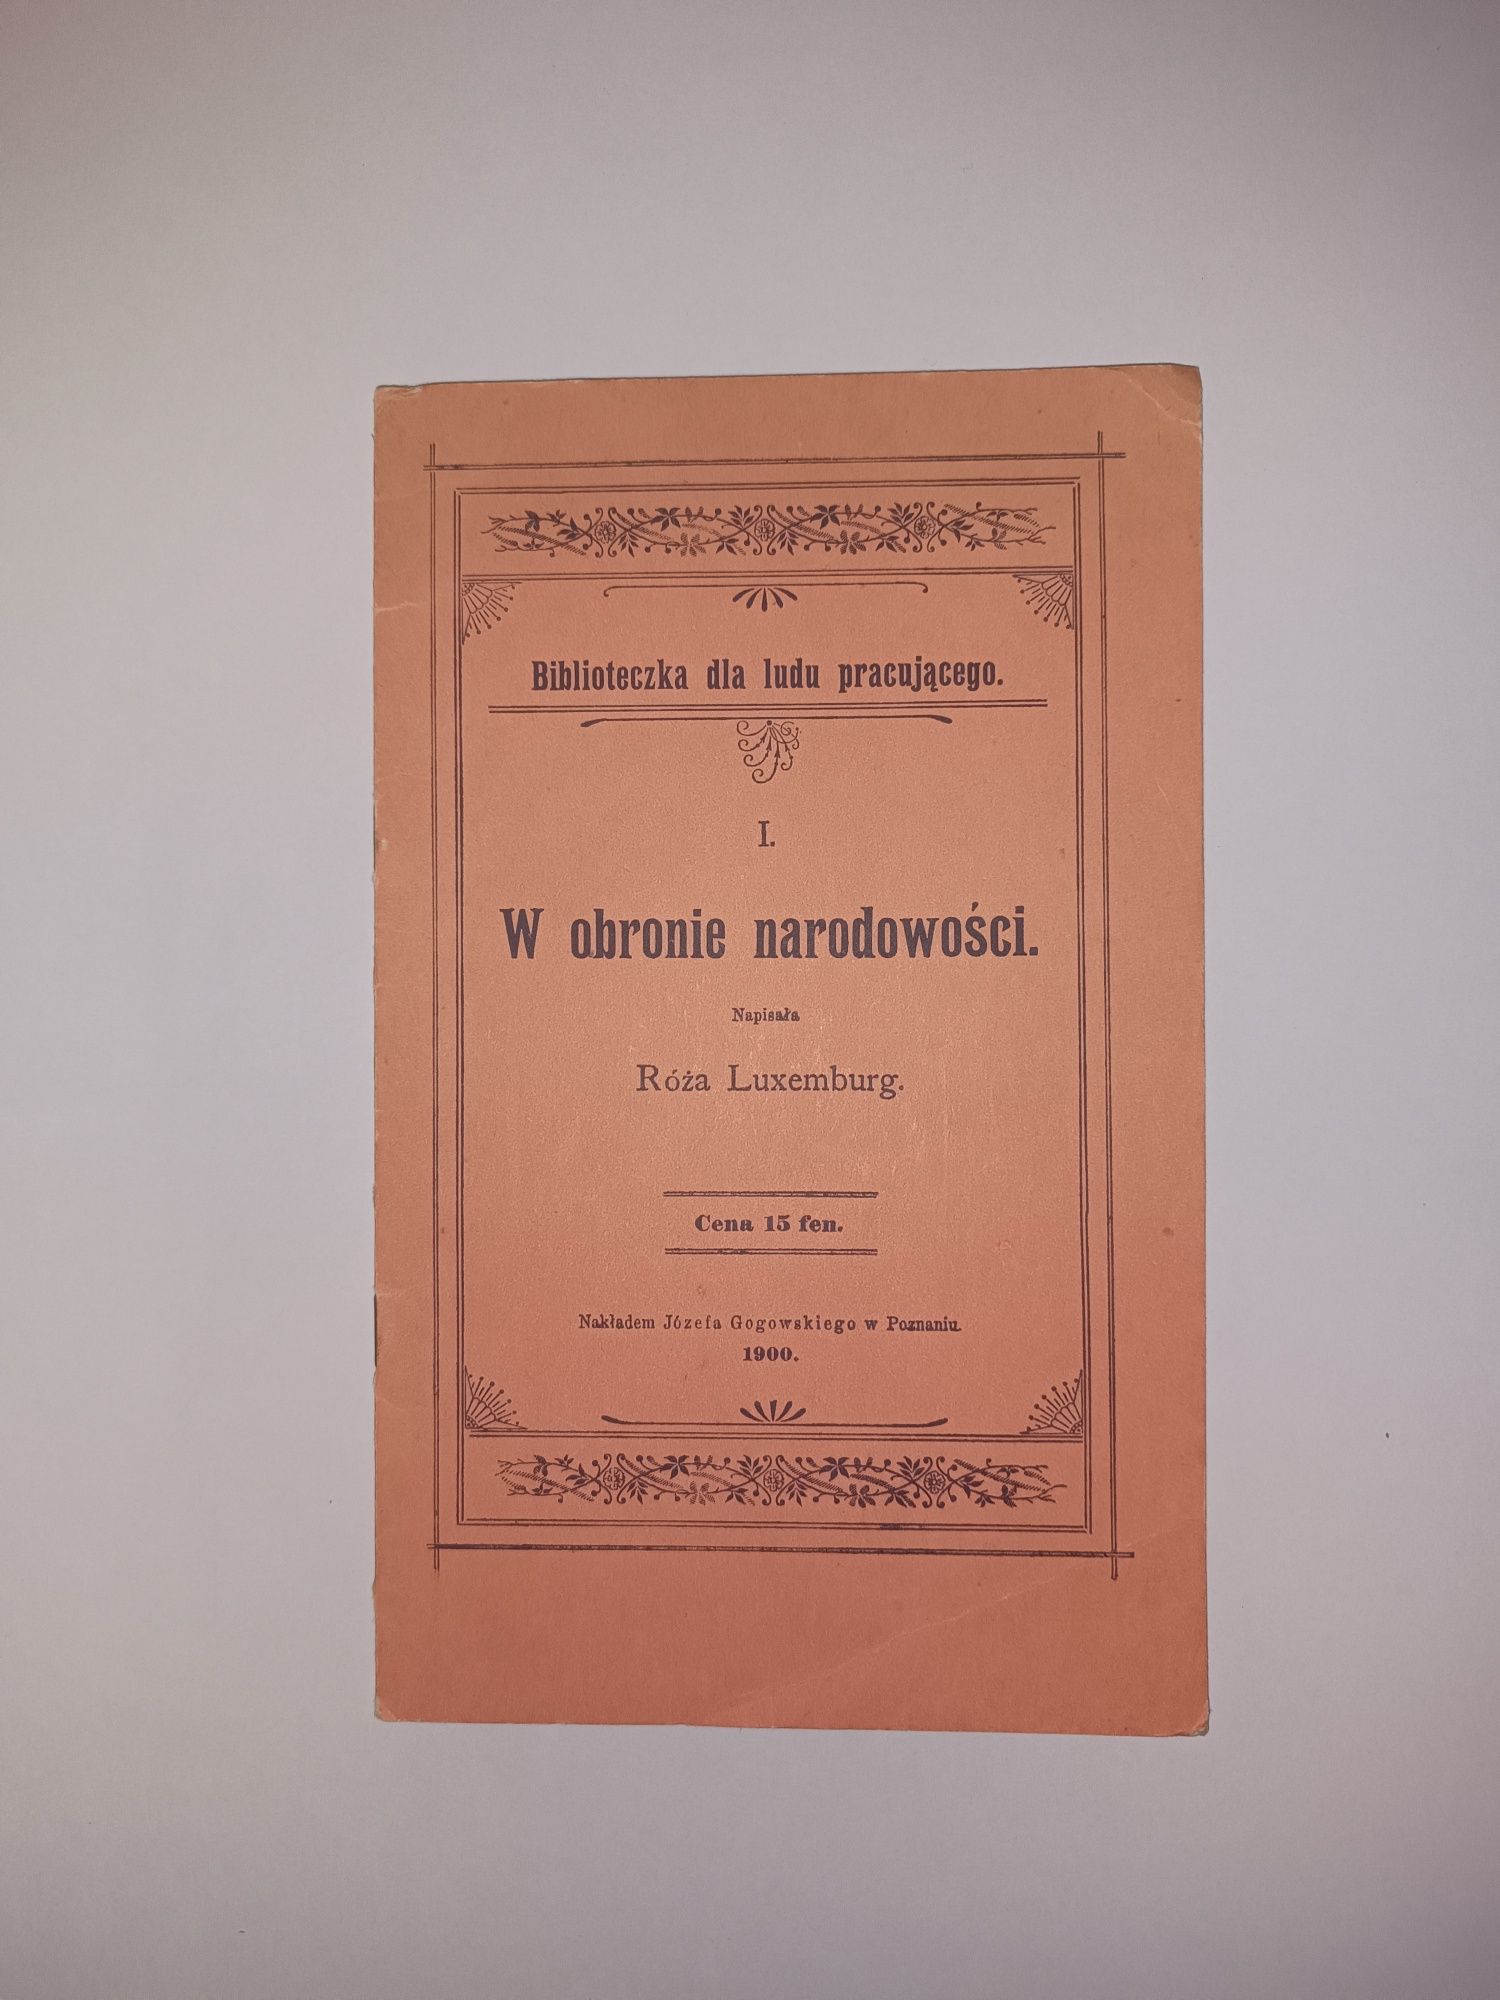 Biblioteczka dla ludu pracującego.
I.
W obronie narodowości.
Napisała
Róża Luxemburg.
Cena 15 fen.
Nakładem Józefa Gogowskiego w Poznaniu.
1900.